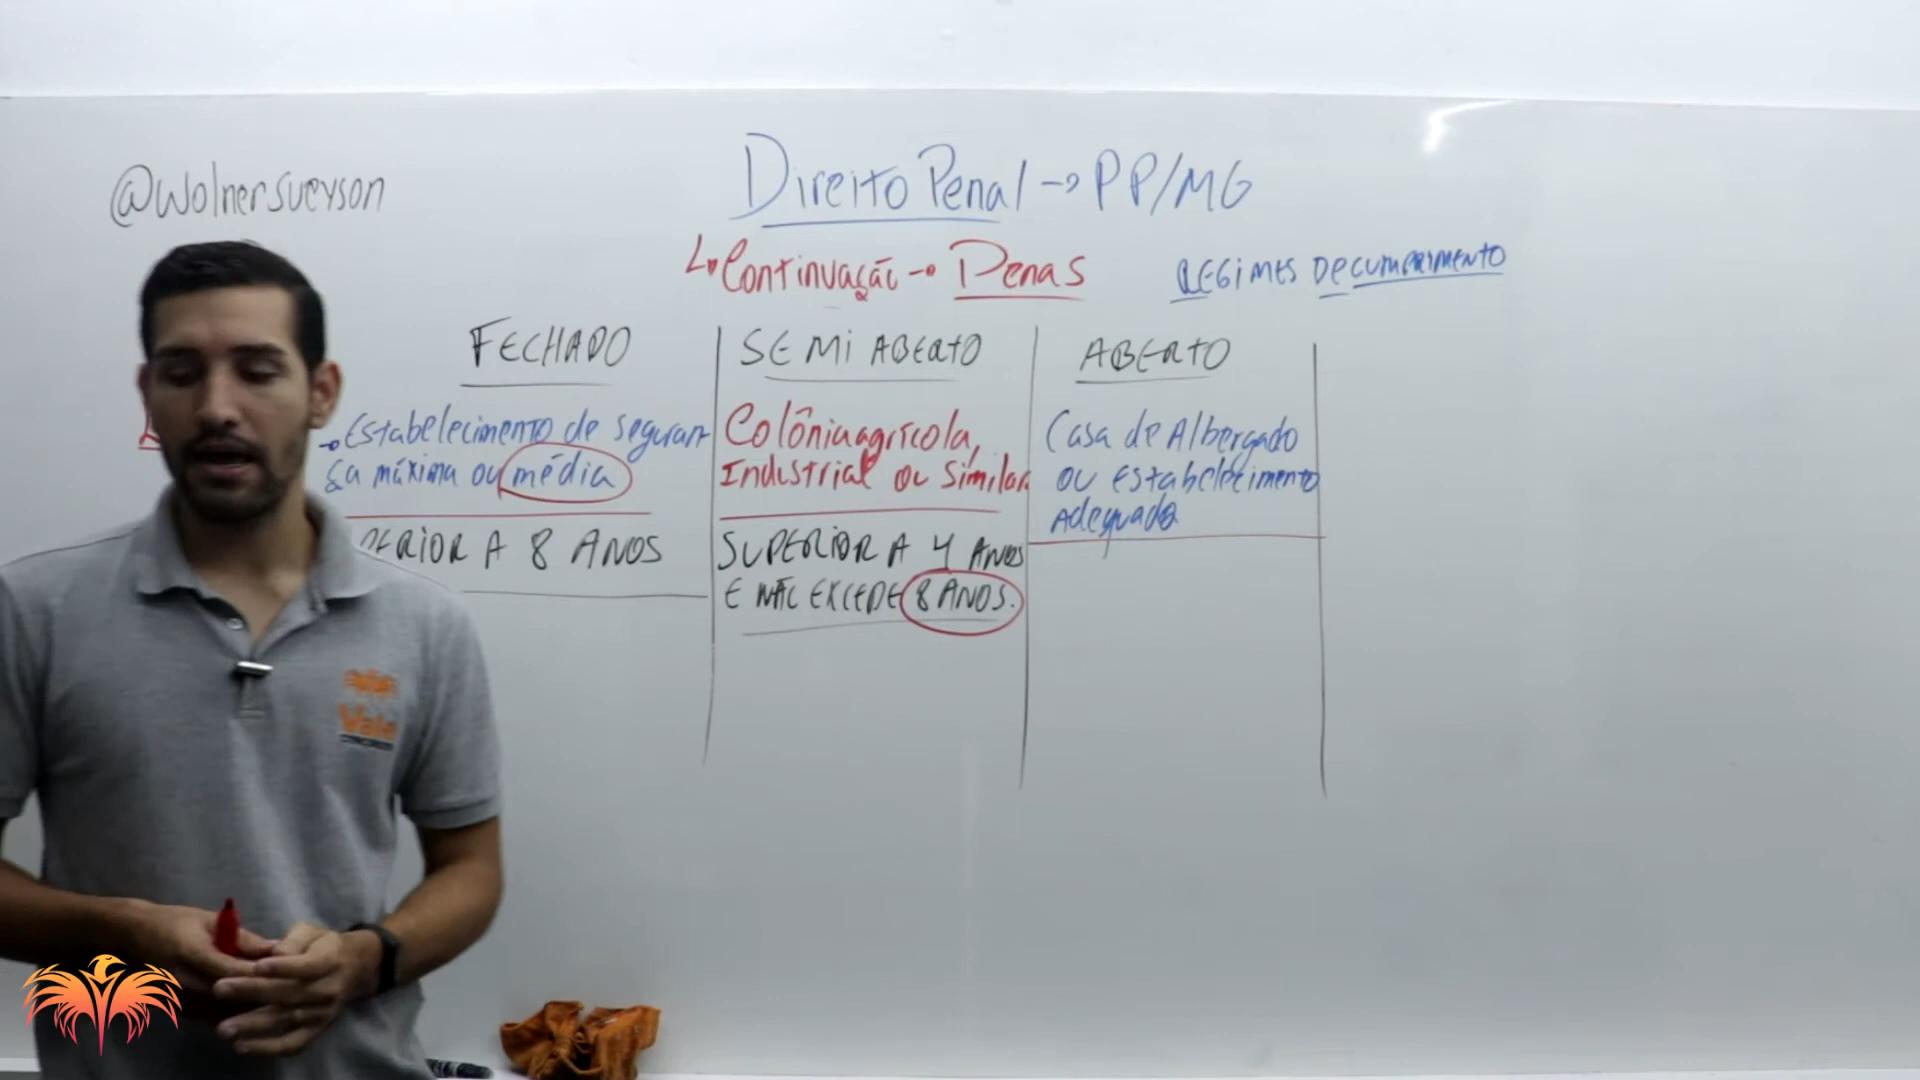 @wolnersueyson
Direito Penal → PP/MG
↳ Continuação → Penas
REGIMES DE CUMPRIMENTO
FECHADO
→ Estabelecimento de seguran
ça máxima ou média
PERIOR A 8 ANOS
SEMI ABERTO
Colônia agrícola,
Industrial ou Similar
SUPERIOR A 4 ANOS
E NÃO EXCEDE 8 ANOS.
ABERTO
Casa de Albergado
ou Estabelecimento
Adequado
Vale